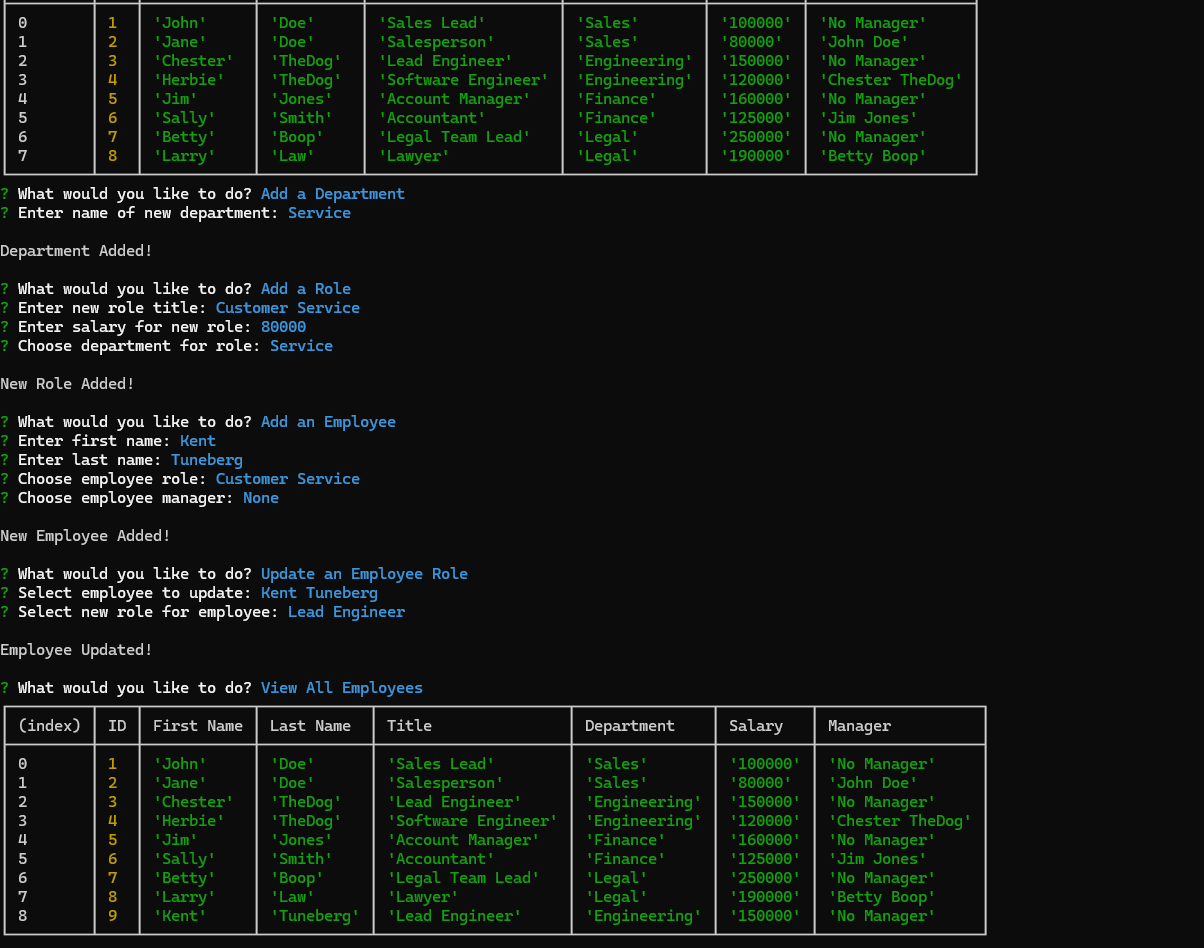 0 1 'John' 'Doe' 'Sales Lead' 'Sales' '100000' 'No Manager'
1 2 'Jane' 'Doe' 'Salesperson' 'Sales' '80000' 'John Doe'
2 3 'Chester' 'TheDog' 'Lead Engineer' 'Engineering' '150000' 'No Manager'
3 4 'Herbie' 'TheDog' 'Software Engineer' 'Engineering' '120000' 'Chester TheDog'
4 5 'Jim' 'Jones' 'Account Manager' 'Finance' '160000' 'No Manager'
5 6 'Sally' 'Smith' 'Accountant' 'Finance' '125000' 'Jim Jones'
6 7 'Betty' 'Boop' 'Legal Team Lead' 'Legal' '250000' 'No Manager'
7 8 'Larry' 'Law' 'Lawyer' 'Legal' '190000' 'Betty Boop'
? What would you like to do? Add a Department
? Enter name of new department: Service
Department Added!
? What would you like to do? Add a Role
? Enter new role title: Customer Service
? Enter salary for new role: 80000
? Choose department for role: Service
New Role Added!
? What would you like to do? Add an Employee
? Enter first name: Kent
? Enter last name: Tuneberg
? Choose employee role: Customer Service
? Choose employee manager: None
New Employee Added!
? What would you like to do? Update an Employee Role
? Select employee to update: Kent Tuneberg
? Select new role for employee: Lead Engineer
Employee Updated!
? What would you like to do? View All Employees
(index) ID First Name Last Name Title Department Salary Manager
0 1 'John' 'Doe' 'Sales Lead' 'Sales' '100000' 'No Manager'
1 2 'Jane' 'Doe' 'Salesperson' 'Sales' '80000' 'John Doe'
2 3 'Chester' 'TheDog' 'Lead Engineer' 'Engineering' '150000' 'No Manager'
3 4 'Herbie' 'TheDog' 'Software Engineer' 'Engineering' '120000' 'Chester TheDog'
4 5 'Jim' 'Jones' 'Account Manager' 'Finance' '160000' 'No Manager'
5 6 'Sally' 'Smith' 'Accountant' 'Finance' '125000' 'Jim Jones'
6 7 'Betty' 'Boop' 'Legal Team Lead' 'Legal' '250000' 'No Manager'
7 8 'Larry' 'Law' 'Lawyer' 'Legal' '190000' 'Betty Boop'
8 9 'Kent' 'Tuneberg' 'Lead Engineer' 'Engineering' '150000' 'No Manager'